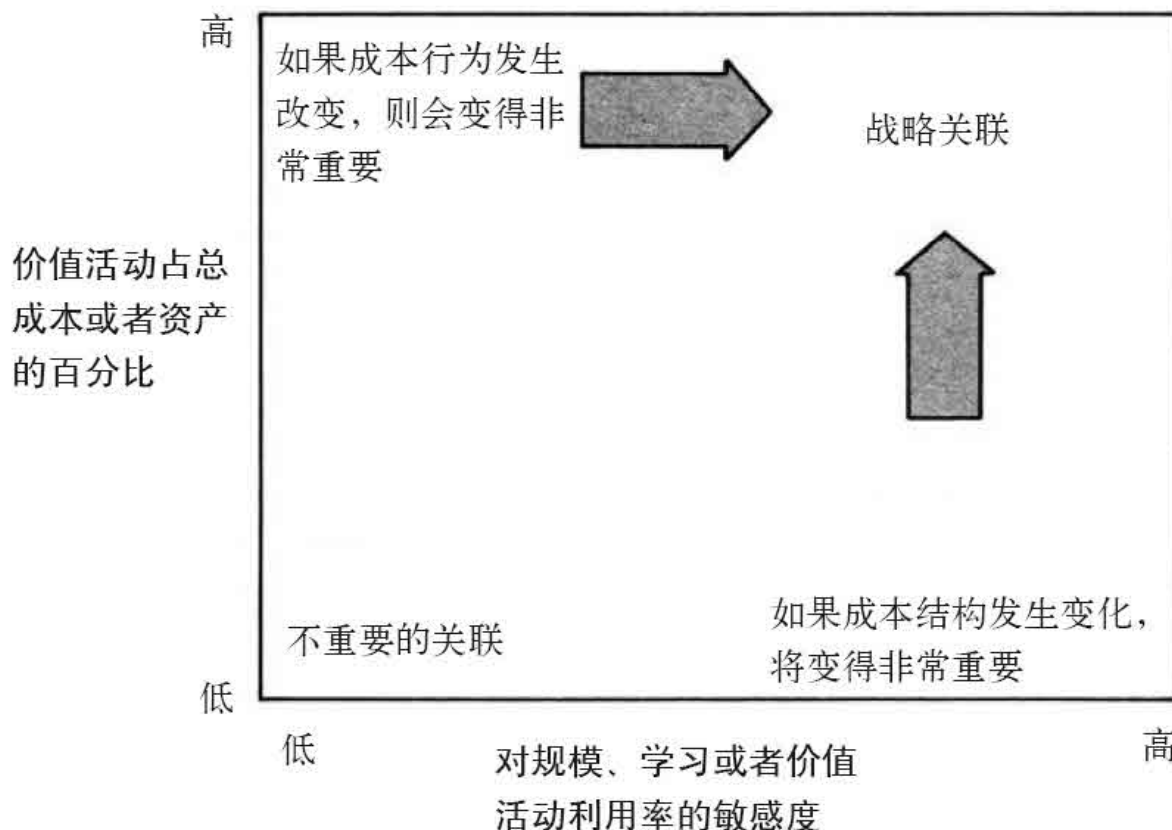 高
如果成本行为发生
改变，则会变得非
常重要
战略关联
价值活动占总
成本或者资产
的百分比
不重要的关联
如果成本结构发生变化，
将变得非常重要
低
低
高
对规模、学习或者价值
活动利用率的敏感度